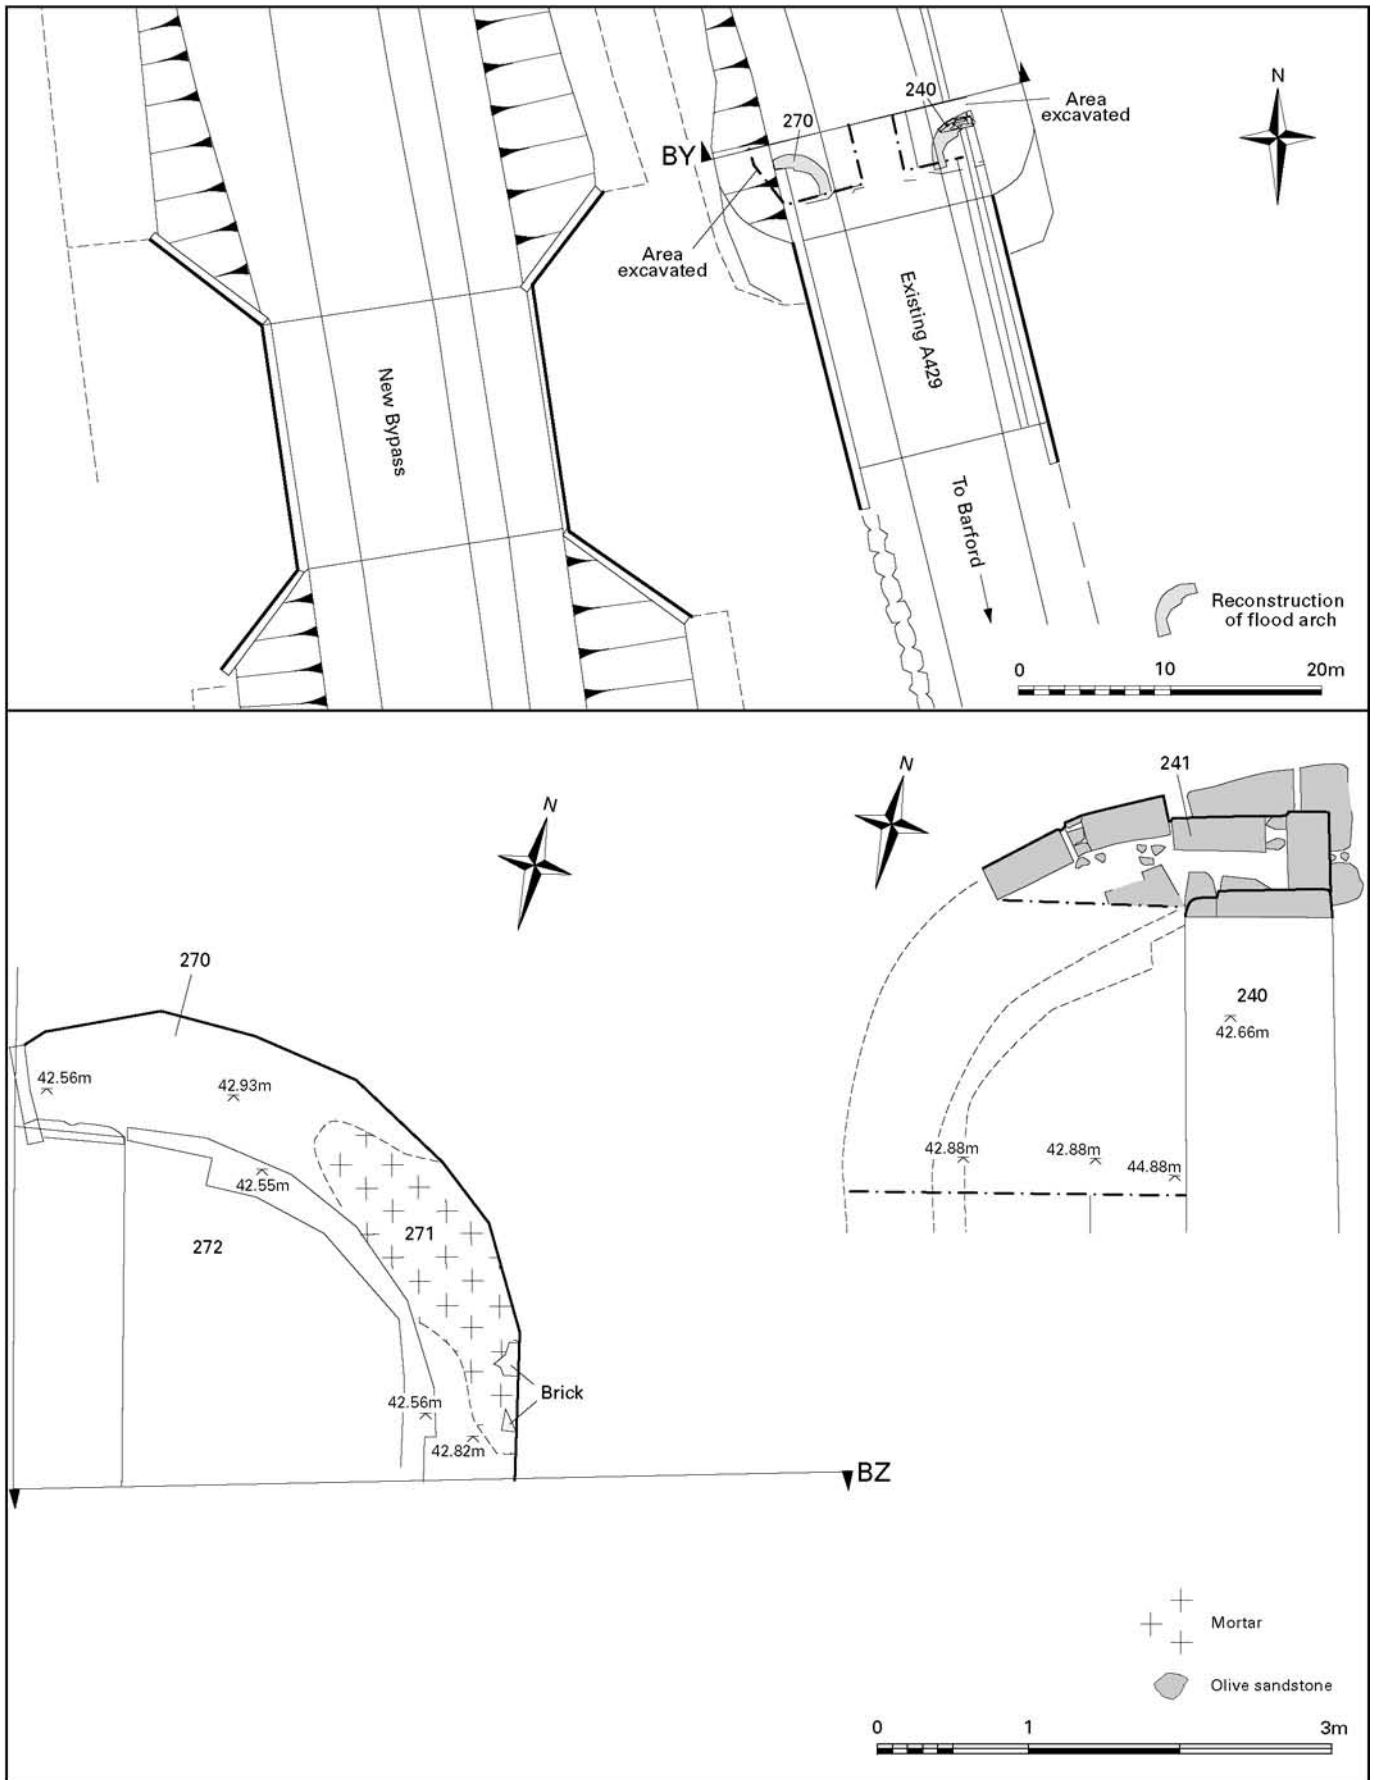 240
Area
excavated
N
270
BY
Area
excavated
Existing A429
New Bypass
To Barford
Reconstruction
of flood arch
0 10 20m
N
241
N
270
240
42.66m
42.56m
42.93m
42.88m
42.88m
44.88m
42.55m
271
272
42.56m
Brick
42.82m
BZ
Mortar
Olive sandstone
0 1 3m